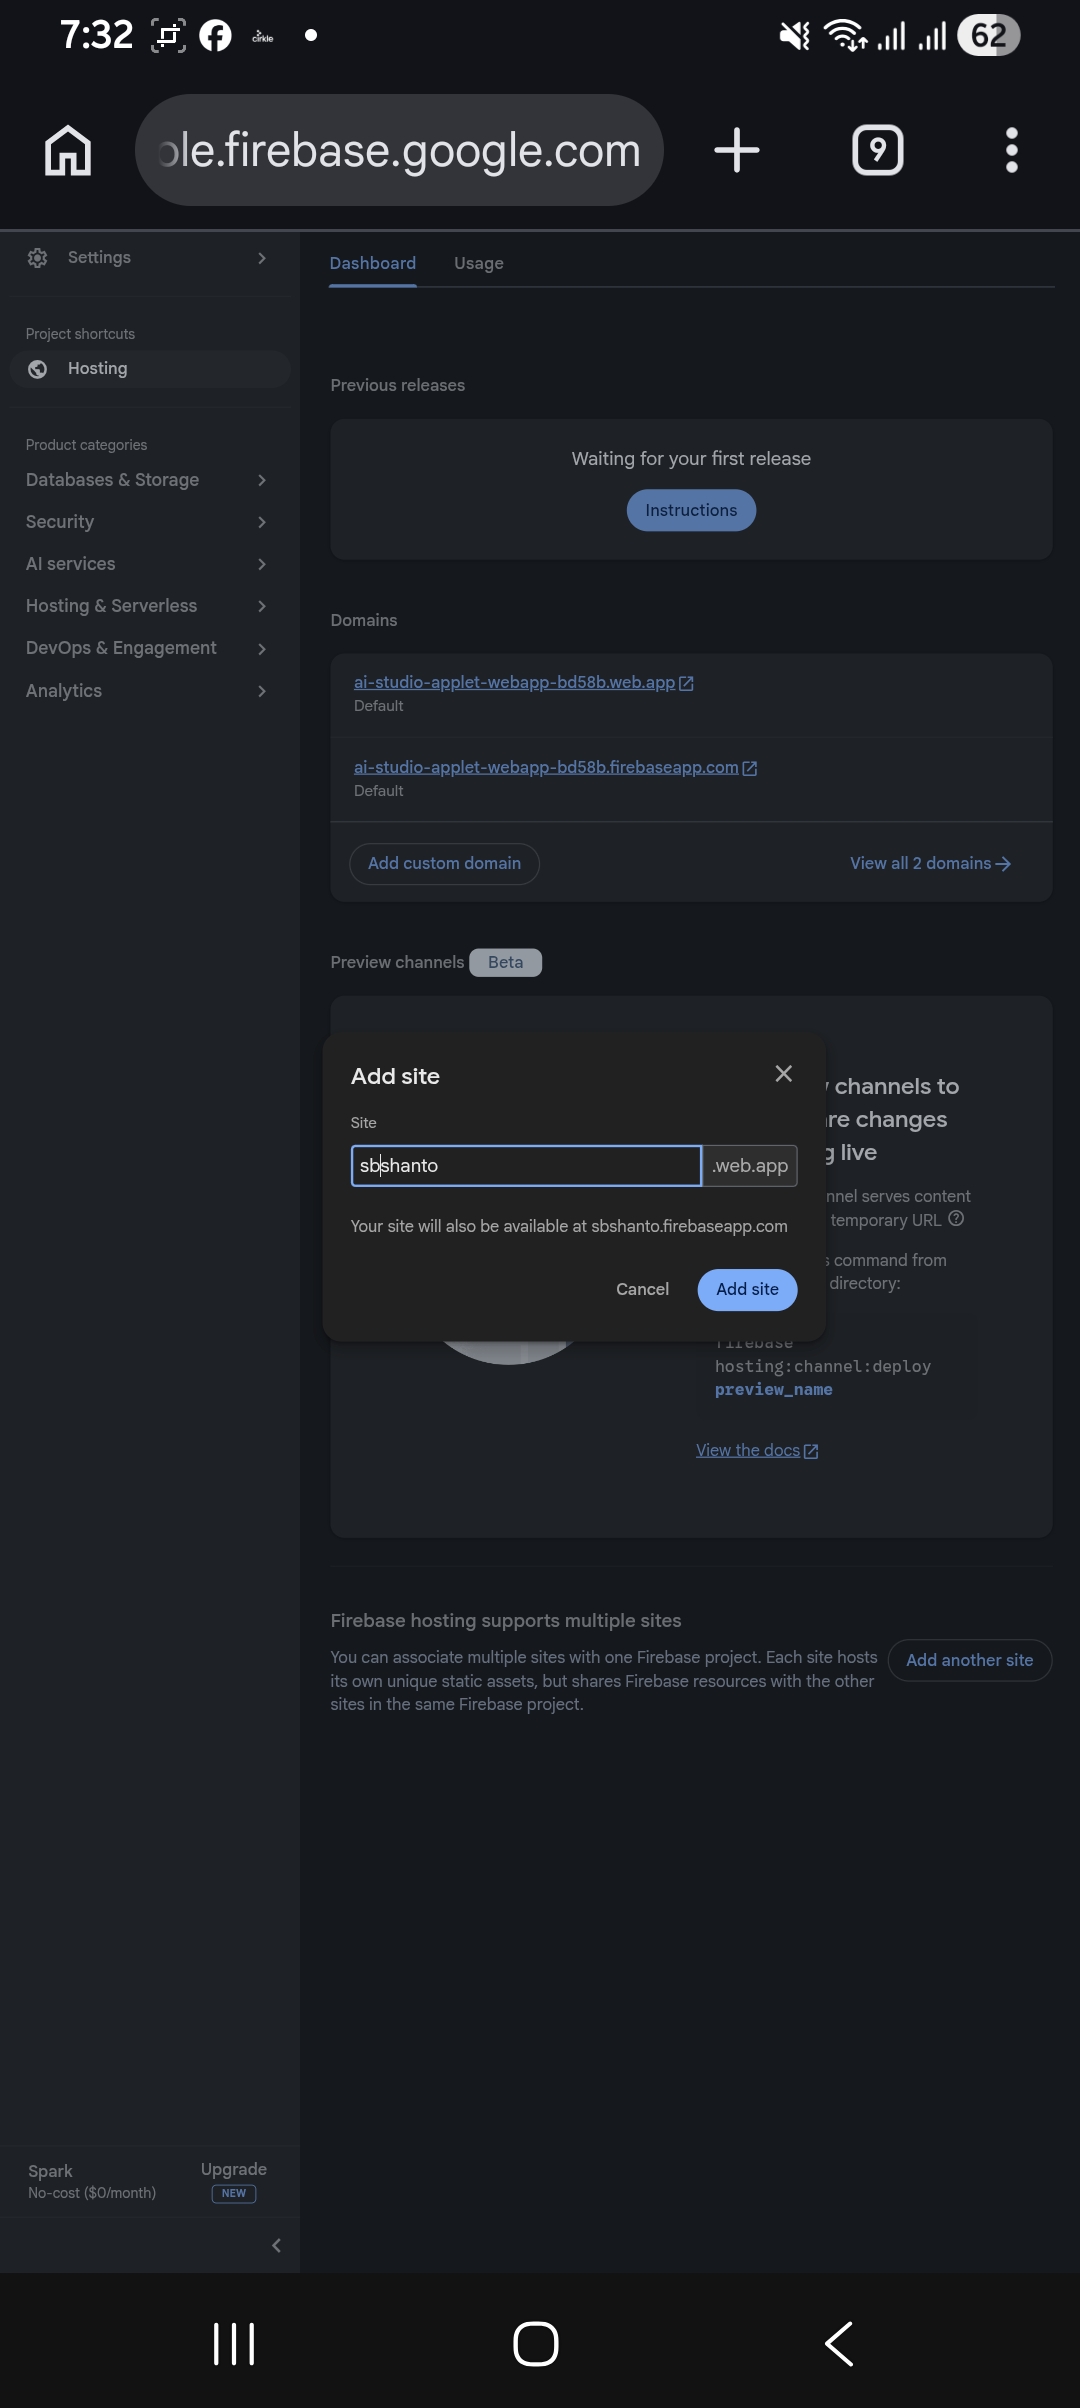 7:32
cirkle
62
ole.firebase.google.com
9
Settings
Dashboard Usage
Project shortcuts
Hosting
Product categories
Databases & Storage
Security
AI services
Hosting & Serverless
DevOps & Engagement
Analytics
Previous releases
Waiting for your first release
Instructions
Domains
ai-studio-applet-webapp-bd58b.web.app
Default
ai-studio-applet-webapp-bd58b.firebaseapp.com
Default
Add custom domain View all 2 domains
Preview channels Beta
Add site
Site
sbshanto .web.app
Your site will also be available at sbshanto.firebaseapp.com
Cancel Add site
channels to
re changes
live
nnel serves content
temporary URL
s command from
directory:
firebase
hosting:channel:deploy
preview_name
View the docs
Firebase hosting supports multiple sites
You can associate multiple sites with one Firebase project. Each site hosts
its own unique static assets, but shares Firebase resources with the other
sites in the same Firebase project.
Add another site
Spark
No-cost ($0/month)
Upgrade
NEW